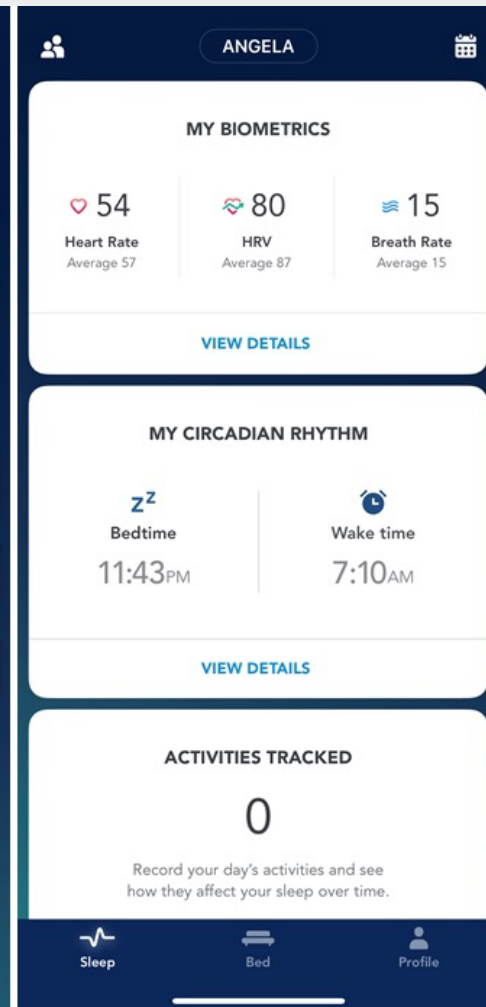 ANGELA
MY BIOMETRICS
54 80 15
Heart Rate HRV Breath Rate
Average 57 Average 87 Average 15
VIEW DETAILS
MY CIRCADIAN RHYTHM
zZ
Bedtime Wake time
11:43PM 7:10AM
VIEW DETAILS
ACTIVITIES TRACKED
0
Record your day's activities and see
how they affect your sleep over time.
Sleep Bed Profile